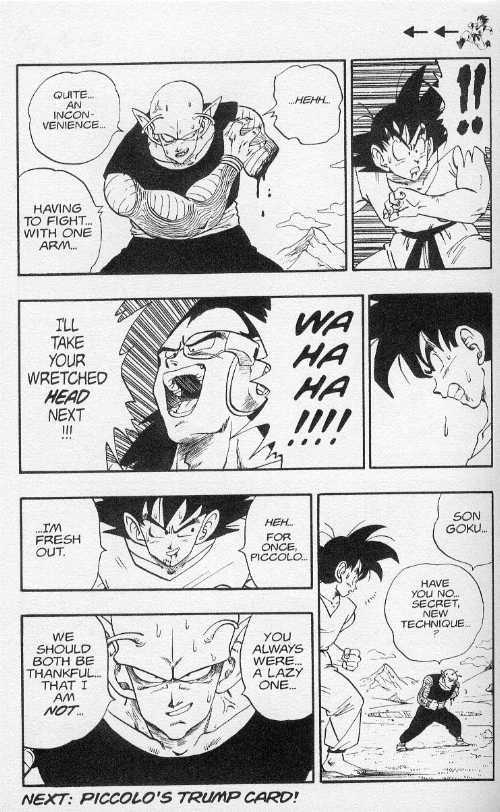 !!
...HEHH...
QUITE...
AN
INCON-
VENIENCE...
HAVING
TO FIGHT...
WITH ONE
ARM...
WA
HA
HA
!!!!
I'LL
TAKE
YOUR
WRETCHED
HEAD
NEXT
!!!
SON
GOKU...
HAVE
YOU NO...
SECRET,
NEW
TECHNIQUE...
?
HEH...
FOR
ONCE,
PICCOLO...
...I'M
FRESH
OUT.
YOU
ALWAYS
WERE...
A LAZY
ONE...
WE
SHOULD
BOTH BE
THANKFUL...
THAT I
AM
NOT...
NEXT: PICCOLO'S TRUMP CARD!